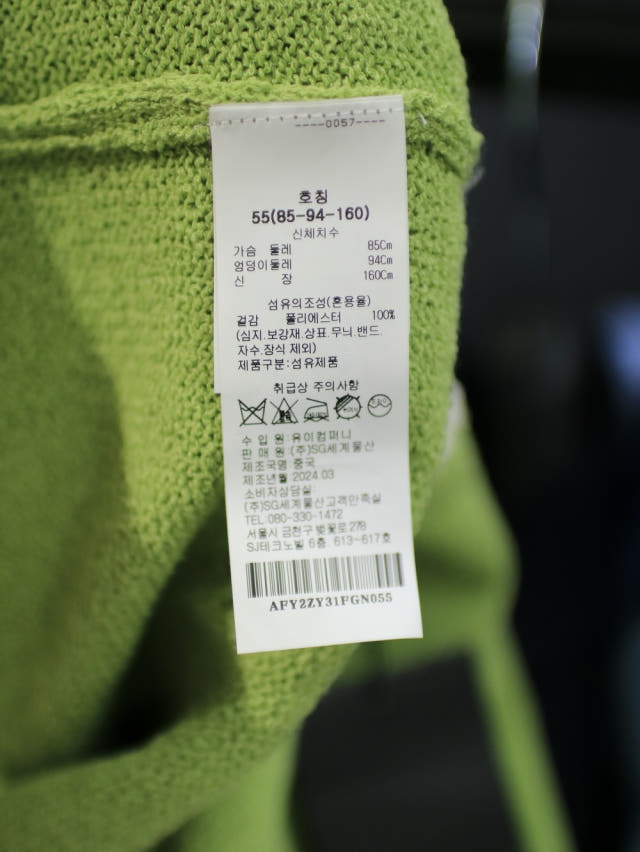 ----0057----
호칭
55(85-94-160)
신체치수
가슴 둘레 85Cm
엉덩이둘레 94Cm
신 장 160Cm
섬유의조성(혼용율)
겉감 폴리에스터 100%
(심지.보강재.상표.무늬.밴드.
자수.장식 제외)
제품구분:섬유제품
취급상 주의사항
수 입 원:유이컴퍼니
판 매 원:(주)SG세계물산
제조국명:중국
제조년월:2024.03
소비자상담실:
(주)SG세계물산고객만족실
TEL:080-330-1472
서울시 금천구 벚꽃로 278
SJ테크노빌 6층. 613-617호
AFY2ZY31FGN055